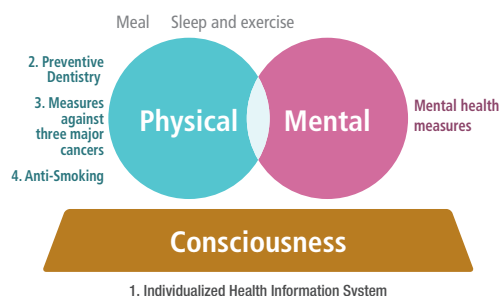 Meal Sleep and exercise
2. Preventive
Dentistry
3. Measures
against
three major
cancers
4. Anti-Smoking
Physical
Mental
Mental health
measures
Consciousness
1. Individualized Health Information System